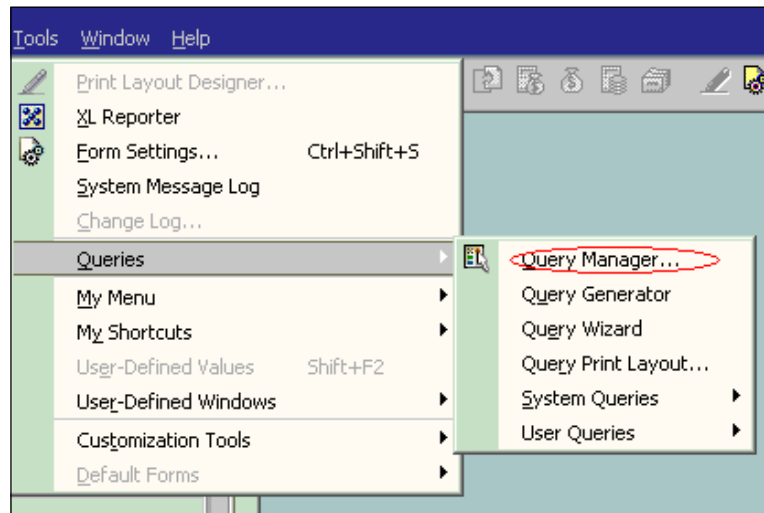 Tools Window Help
Print Layout Designer...
XL Reporter
Form Settings... Ctrl+Shift+S
System Message Log
Change Log...
Queries
Query Manager...
My Menu
Query Generator
My Shortcuts
Query Wizard
User-Defined Values Shift+F2
Query Print Layout...
User-Defined Windows
System Queries
Customization Tools
User Queries
Default Forms